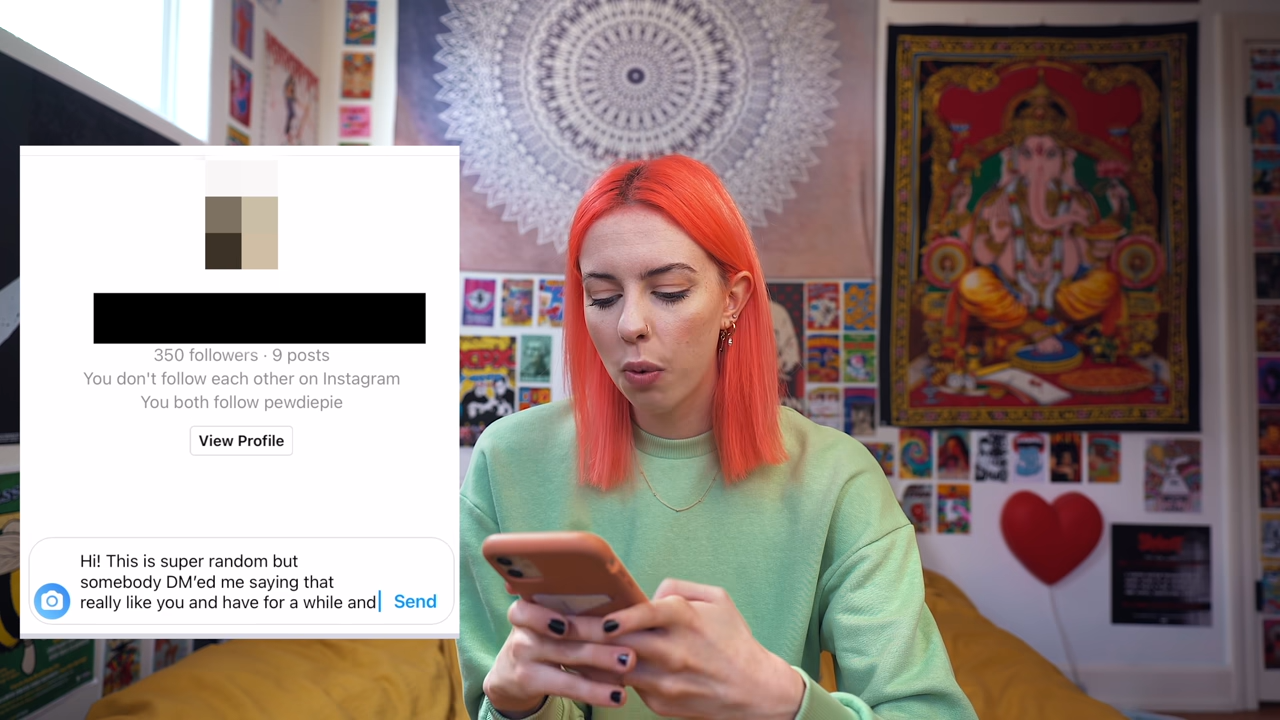 350 followers · 9 posts
You don't follow each other on Instagram
You both follow pewdiepie
View Profile
Hi! This is super random but
somebody DM'ed me saying that
really like you and have for a while and
Send